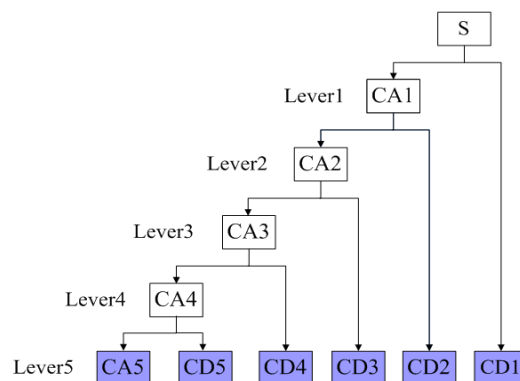 S
Lever1 CA1
Lever2 CA2
Lever3 CA3
Lever4 CA4
Lever5 CA5 CD5 CD4 CD3 CD2 CD1